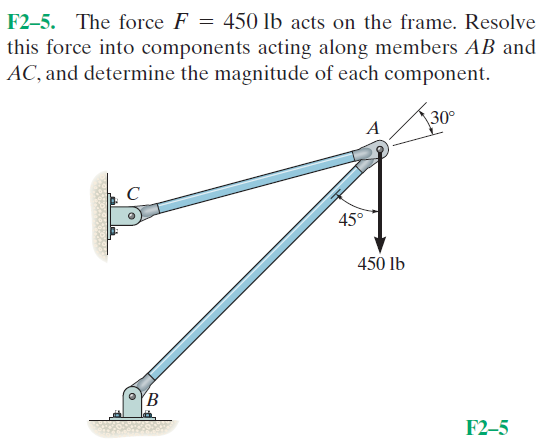 F2–5. The force F = 450 lb acts on the frame. Resolve
this force into components acting along members AB and
AC, and determine the magnitude of each component.
30°
A
C
45°
450 lb
B
F2–5